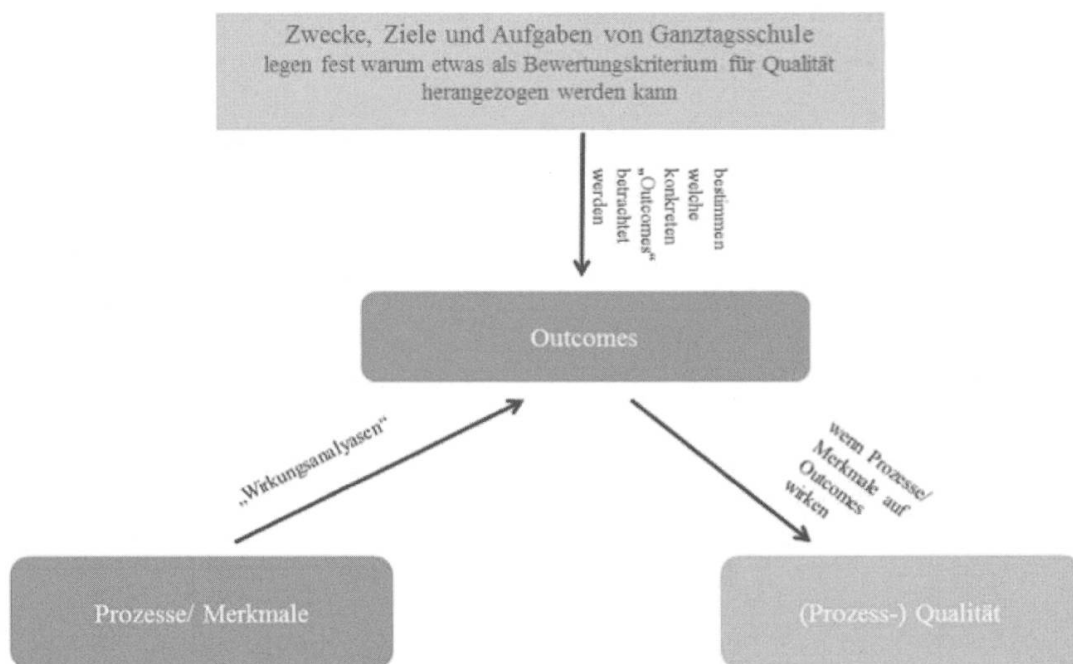 Zwecke, Ziele und Aufgaben von Ganztagsschule
legen fest warum etwas als Bewertungskriterium für Qualität
herangezogen werden kann
bestimmen
welche
konkreten
„Outcomes“
betrachtet
werden
Outcomes
„Wirkungsanalyasen“
wenn Prozesse/
Merkmale auf
Outcomes
wirken
Prozesse/ Merkmale
(Prozess-) Qualität